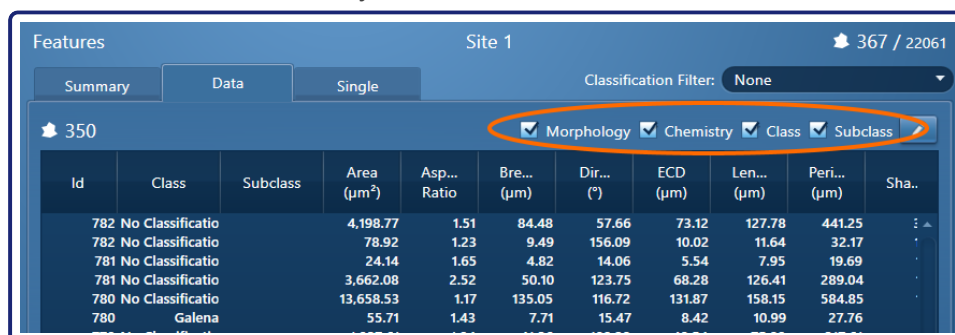 Features Site 1 367 / 22061
Summary Data Single Classification Filter: None
350 Morphology Chemistry Class Subclass
Id Class Subclass Area (µm²) Asp... Ratio Bre... (µm) Dir... (°) ECD (µm) Len... (µm) Peri... (µm) Sha..
782 No Classificatio 4,198.77 1.51 84.48 57.66 73.12 127.78 441.25
782 No Classificatio 78.92 1.23 9.49 156.09 10.02 11.64 32.17
781 No Classificatio 24.14 1.65 4.82 14.06 5.54 7.95 19.69
781 No Classificatio 3,662.08 2.52 50.10 123.75 68.28 126.41 289.04
780 No Classificatio 13,658.53 1.17 135.05 116.72 131.87 158.15 584.85
780 Galena 55.71 1.43 7.71 15.47 8.42 10.99 27.76